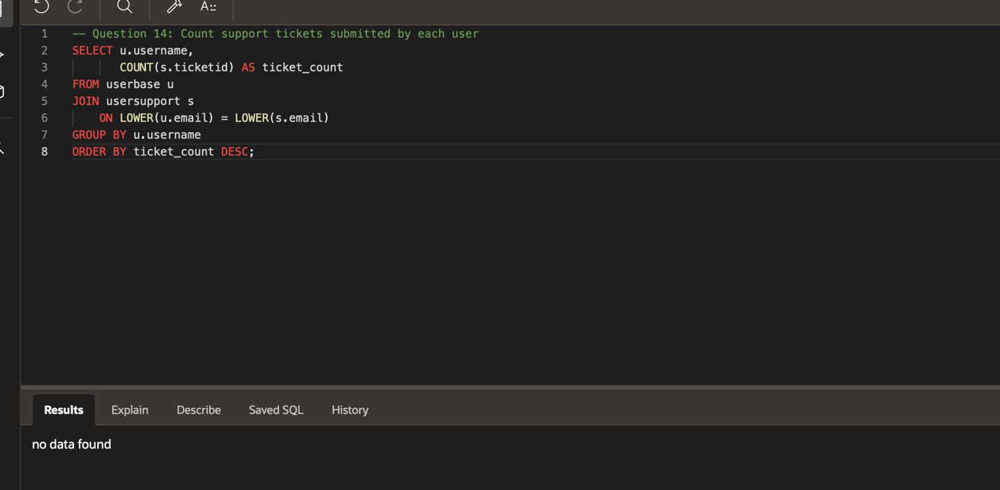 A::
1 -- Question 14: Count support tickets submitted by each user
2 SELECT u.username,
3 COUNT(s.ticketid) AS ticket_count
4 FROM userbase u
5 JOIN usersupport s
6 ON LOWER(u.email) = LOWER(s.email)
7 GROUP BY u.username
8 ORDER BY ticket_count DESC;
Results Explain Describe Saved SQL History
no data found